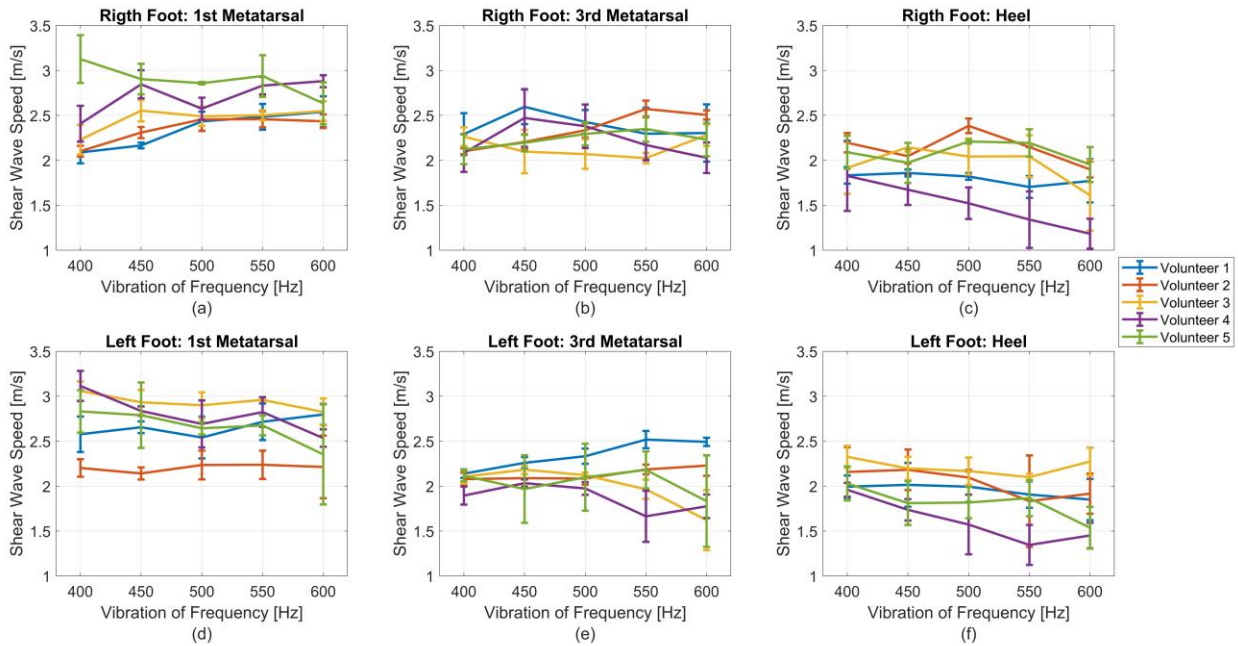 Rigth Foot: 1st Metatarsal
3.5
3
2.5
2
1.5
1
Shear Wave Speed [m/s]
400 450 500 550 600
Vibration of Frequency [Hz]
(a)
Rigth Foot: 3rd Metatarsal
3.5
3
2.5
2
1.5
1
Shear Wave Speed [m/s]
400 450 500 550 600
Vibration of Frequency [Hz]
(b)
Rigth Foot: Heel
3.5
3
2.5
2
1.5
1
Shear Wave Speed [m/s]
400 450 500 550 600
Vibration of Frequency [Hz]
(c)
Volunteer 1
Volunteer 2
Volunteer 3
Volunteer 4
Volunteer 5
Left Foot: 1st Metatarsal
3.5
3
2.5
2
1.5
1
Shear Wave Speed [m/s]
400 450 500 550 600
Vibration of Frequency [Hz]
(d)
Left Foot: 3rd Metatarsal
3.5
3
2.5
2
1.5
1
Shear Wave Speed [m/s]
400 450 500 550 600
Vibration of Frequency [Hz]
(e)
Left Foot: Heel
3.5
3
2.5
2
1.5
1
Shear Wave Speed [m/s]
400 450 500 550 600
Vibration of Frequency [Hz]
(f)